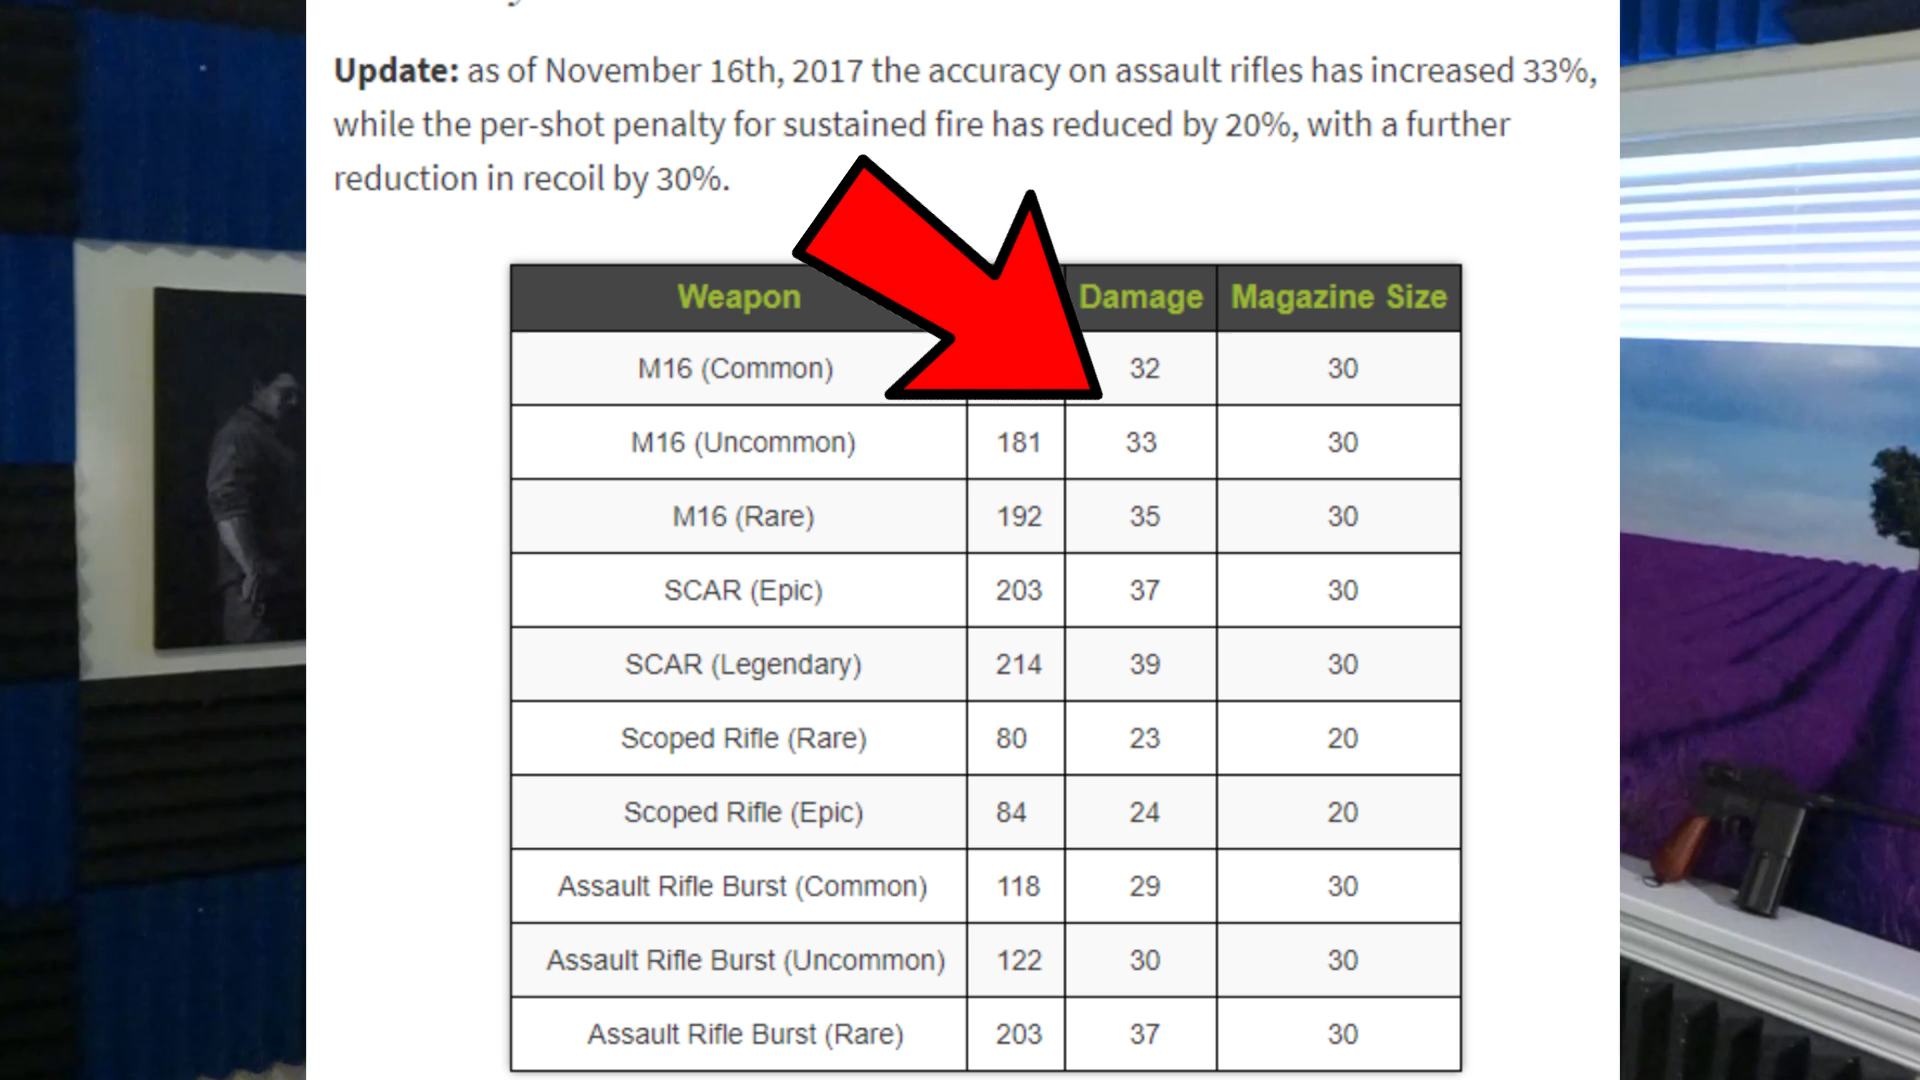 Update: as of November 16th, 2017 the accuracy on assault rifles has increased 33%,
while the per-shot penalty for sustained fire has reduced by 20%, with a further
reduction in recoil by 30%.
Weapon Damage Magazine Size
M16 (Common) 32 30
M16 (Uncommon) 181 33 30
M16 (Rare) 192 35 30
SCAR (Epic) 203 37 30
SCAR (Legendary) 214 39 30
Scoped Rifle (Rare) 80 23 20
Scoped Rifle (Epic) 84 24 20
Assault Rifle Burst (Common) 118 29 30
Assault Rifle Burst (Uncommon) 122 30 30
Assault Rifle Burst (Rare) 203 37 30